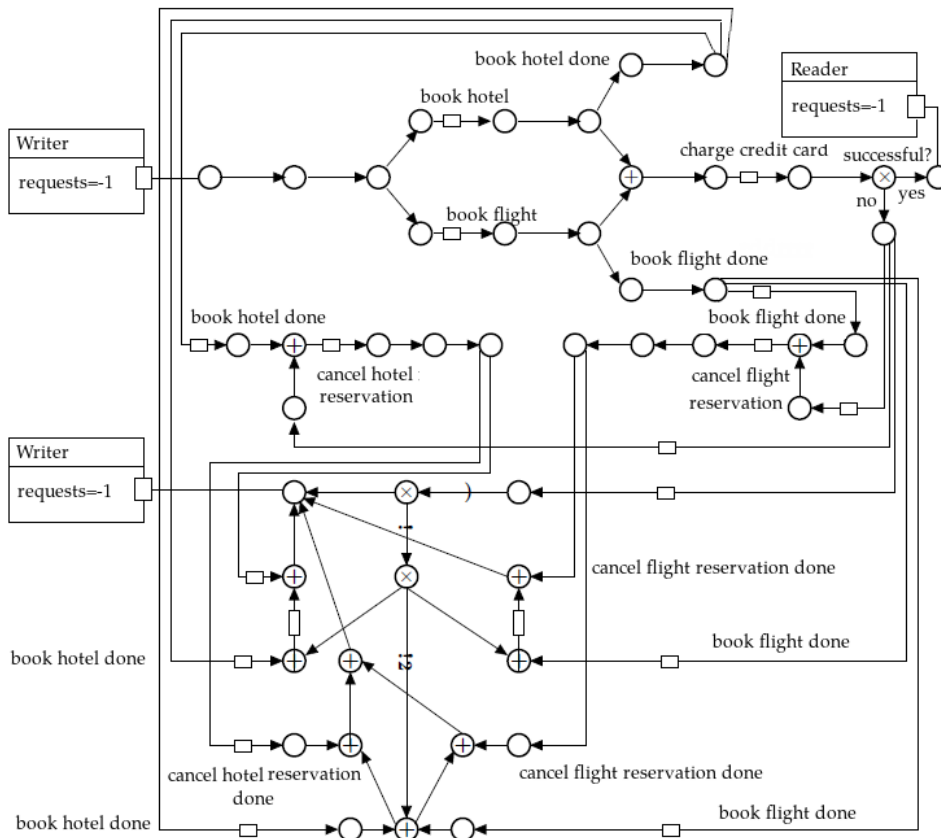 book hotel done
Reader
requests=-1
book hotel
Writer
requests=-1
charge credit card
successful?
no
yes
book flight
book flight done
book hotel done
book flight done
cancel hotel
reservation
cancel flight
reservation
Writer
requests=-1
)
!
cancel flight reservation done
book hotel done
!2
book flight done
cancel hotel reservation
done
cancel flight reservation done
book hotel done
book flight done